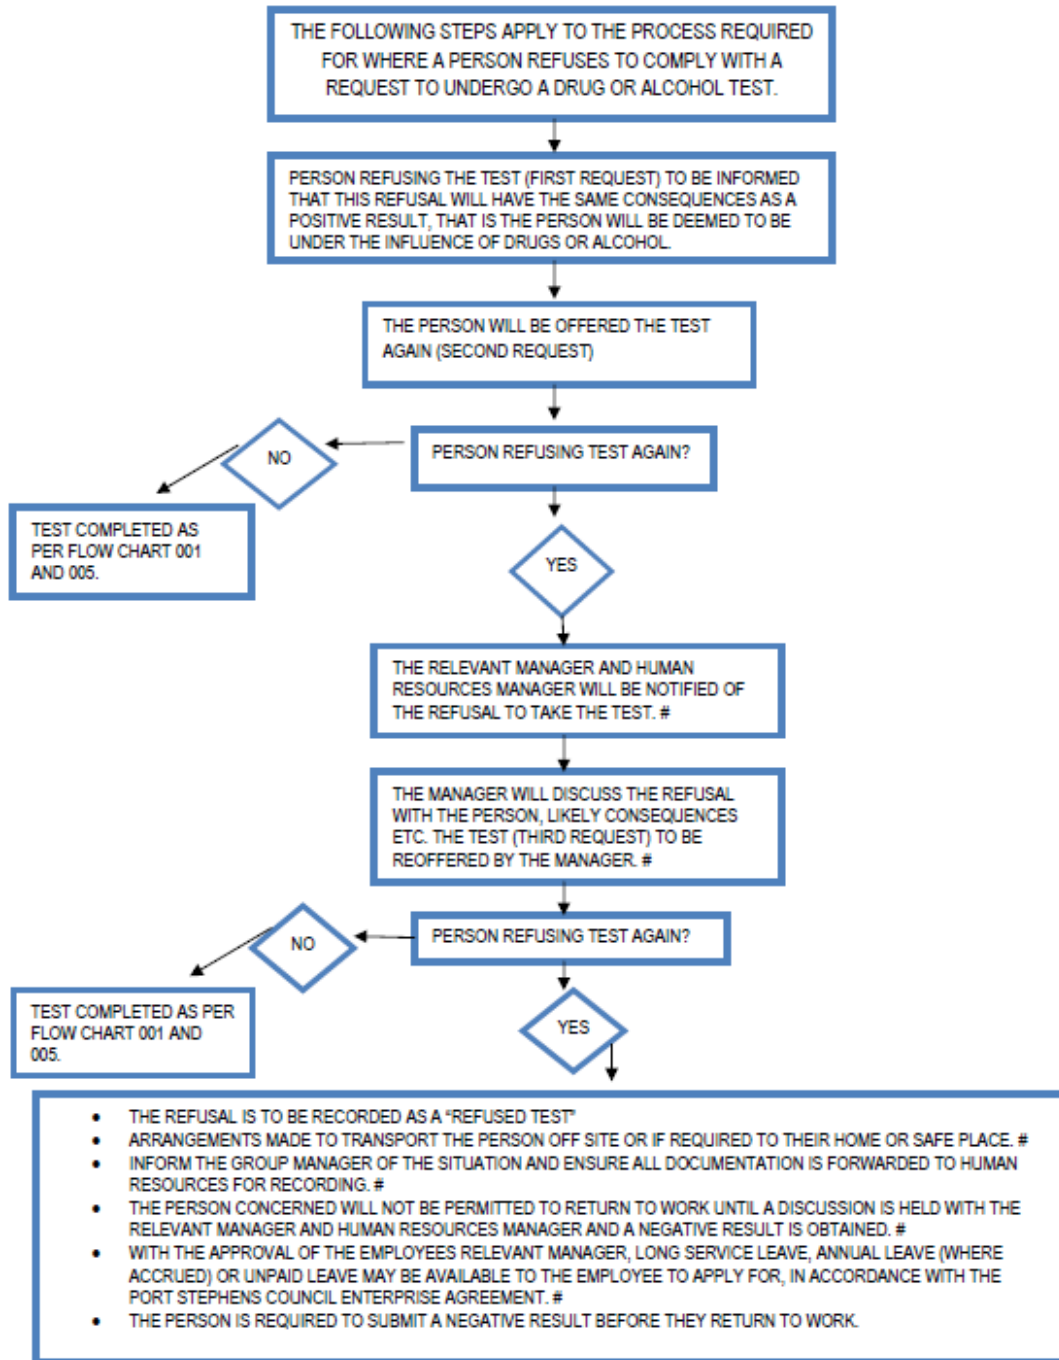 THE FOLLOWING STEPS APPLY TO THE PROCESS REQUIRED
FOR WHERE A PERSON REFUSES TO COMPLY WITH A
REQUEST TO UNDERGO A DRUG OR ALCOHOL TEST.
PERSON REFUSING THE TEST (FIRST REQUEST) TO BE INFORMED
THAT THIS REFUSAL WILL HAVE THE SAME CONSEQUENCES AS A
POSITIVE RESULT, THAT IS THE PERSON WILL BE DEEMED TO BE
UNDER THE INFLUENCE OF DRUGS OR ALCOHOL.
THE PERSON WILL BE OFFERED THE TEST
AGAIN (SECOND REQUEST)
PERSON REFUSING TEST AGAIN?
NO
TEST COMPLETED AS
PER FLOW CHART 001
AND 005.
YES
THE RELEVANT MANAGER AND HUMAN
RESOURCES MANAGER WILL BE NOTIFIED OF
THE REFUSAL TO TAKE THE TEST. #
THE MANAGER WILL DISCUSS THE REFUSAL
WITH THE PERSON, LIKELY CONSEQUENCES
ETC. THE TEST (THIRD REQUEST) TO BE
REOFFERED BY THE MANAGER. #
PERSON REFUSING TEST AGAIN?
NO
TEST COMPLETED AS PER
FLOW CHART 001 AND
005.
YES
• THE REFUSAL IS TO BE RECORDED AS A “REFUSED TEST”
• ARRANGEMENTS MADE TO TRANSPORT THE PERSON OFF SITE OR IF REQUIRED TO THEIR HOME OR SAFE PLACE. #
• INFORM THE GROUP MANAGER OF THE SITUATION AND ENSURE ALL DOCUMENTATION IS FORWARDED TO HUMAN
RESOURCES FOR RECORDING. #
• THE PERSON CONCERNED WILL NOT BE PERMITTED TO RETURN TO WORK UNTIL A DISCUSSION IS HELD WITH THE
RELEVANT MANAGER AND HUMAN RESOURCES MANAGER AND A NEGATIVE RESULT IS OBTAINED. #
• WITH THE APPROVAL OF THE EMPLOYEES RELEVANT MANAGER, LONG SERVICE LEAVE, ANNUAL LEAVE (WHERE
ACCRUED) OR UNPAID LEAVE MAY BE AVAILABLE TO THE EMPLOYEE TO APPLY FOR, IN ACCORDANCE WITH THE
PORT STEPHENS COUNCIL ENTERPRISE AGREEMENT. #
• THE PERSON IS REQUIRED TO SUBMIT A NEGATIVE RESULT BEFORE THEY RETURN TO WORK.